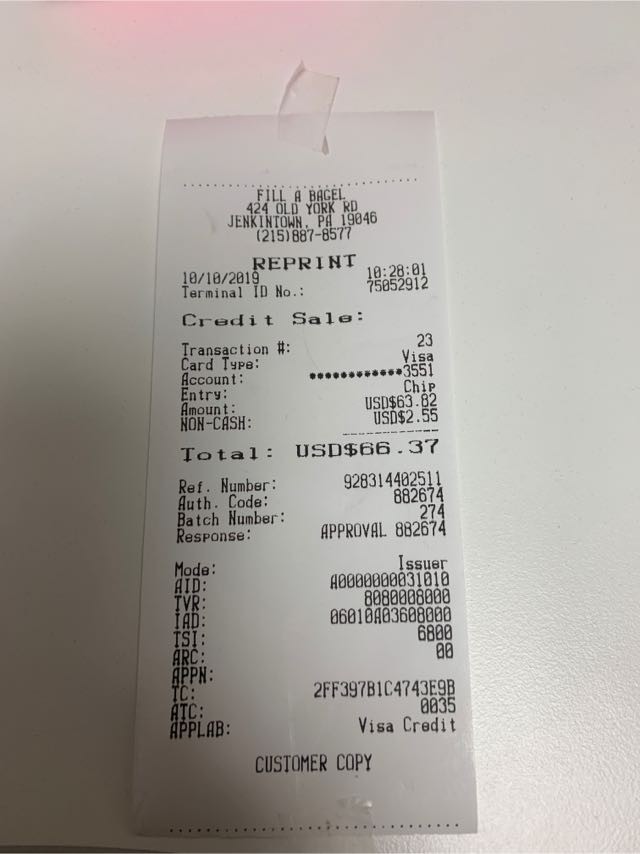 FILL A BAGEL
424 OLD YORK RD
JENKINTOWN, PA 19046
(215)887-8577
REPRINT
10/10/2019 10:28:01
Terminal ID No.: 75052912
Credit Sale:
Transaction #: 23
Card Type: Visa
Account: ************3551
Entry: Chip
Amount: USD$63.82
NON-CASH: USD$2.55
Total: USD$66.37
Ref. Number: 928314402511
Auth. Code: 882674
Batch Number: 274
Response: APPROVAL 882674
Mode: Issuer
AID: A0000000031010
TVR: 8080008000
IAD: 06010A03608000
TSI: 6800
ARC: 00
APPN:
TC: 2FF397B1C4743E9B
ATC: 0035
APPLAB: Visa Credit
CUSTOMER COPY